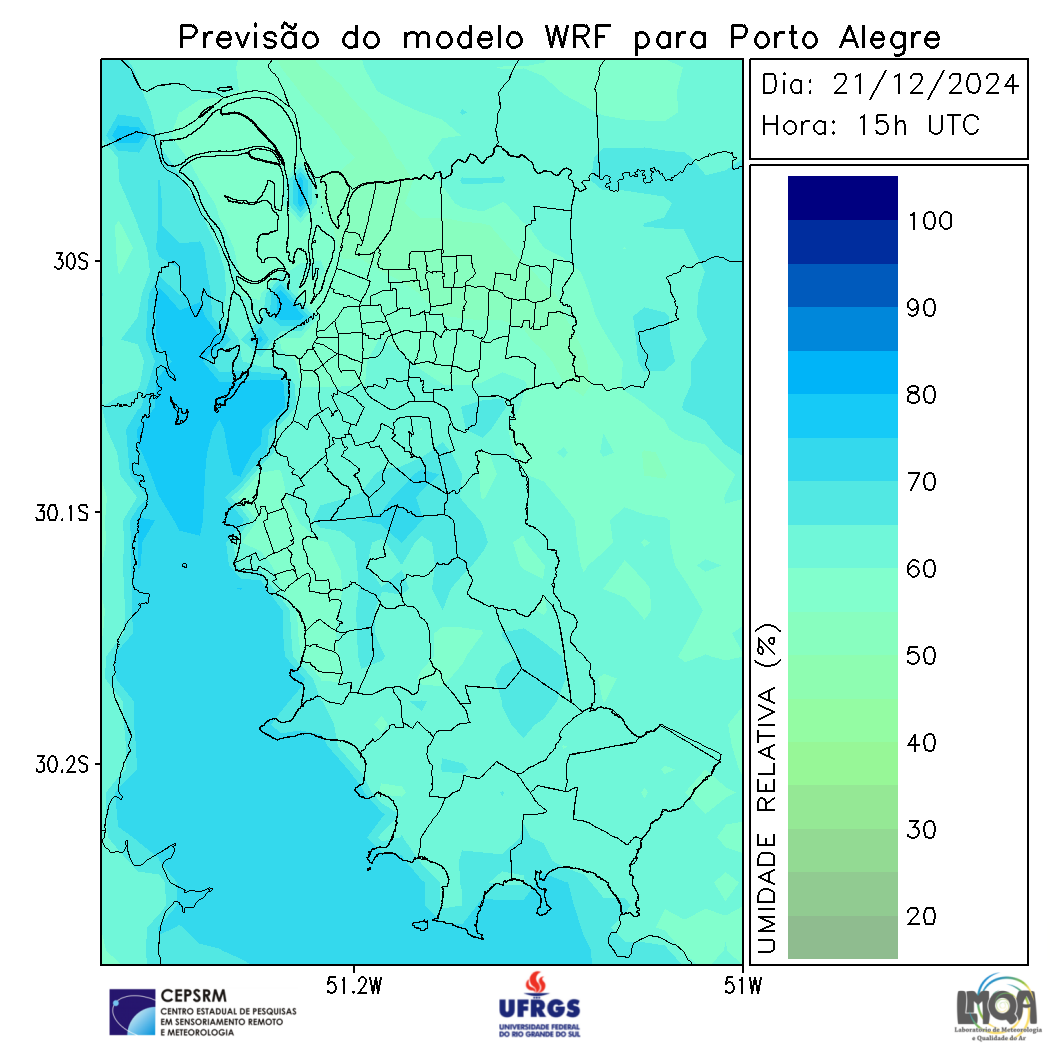 Previsão do modelo WRF para Porto Alegre
Dia: 21/12/2024
Hora: 15h UTC
30S
30.1S
30.2S
51.2W
51W
UMIDADE RELATIVA (%)
100
90
80
70
60
50
40
30
20
CEPSRM
CENTRO ESTADUAL DE PESQUISAS
EM SENSORIAMENTO REMOTO
E METEOROLOGIA
UFRGS
UNIVERSIDADE FEDERAL
DO RIO GRANDE DO SUL
LMQA
Laboratório de Meteorologia
e Qualidade do Ar